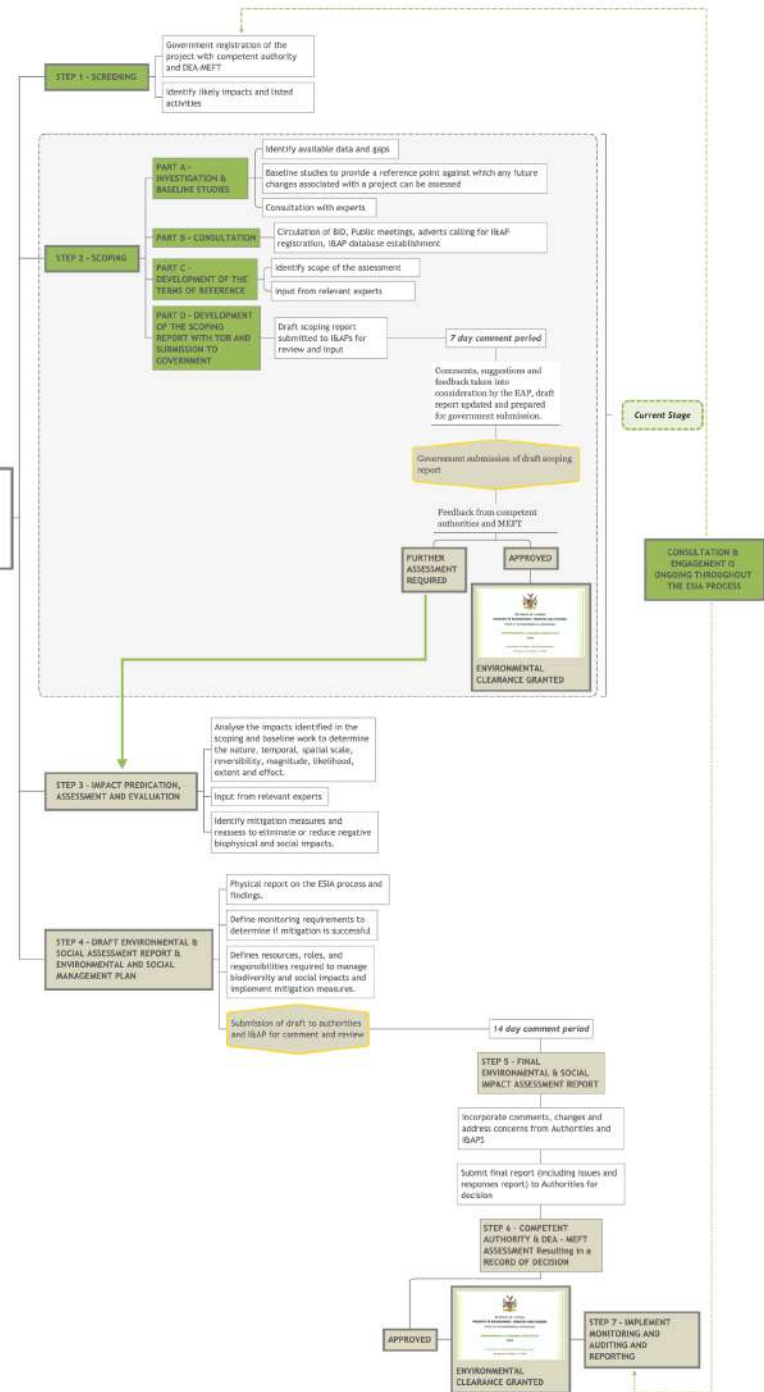 Government registration of the
project with competent authority
and DEA-MEFT
STEP 1 - SCREENING
Identify likely impacts and listed
activities
Identify available data and gaps
PART A -
INVESTIGATION &
BASELINE STUDIES
Baseline studies to provide a reference point against which any future
changes associated with a project can be assessed
Consultation with experts
PART B - CONSULTATION
Circulation of BID, Public meetings, adverts calling for I&AP
registration, I&AP database establishment
STEP 2 - SCOPING
PART C -
DEVELOPMENT OF THE
TERMS OF REFERENCE
Identify scope of the assessment
Input from relevant experts
PART D - DEVELOPMENT
OF THE SCOPING
REPORT WITH TOR AND
SUBMISSION TO
GOVERNMENT
Draft scoping report
submitted to I&APs for
review and input
7 day comment period
Comments, suggestions and
feedback taken into
consideration by the EAP, draft
report updated and prepared
for government submission.
Current Stage
Government submission of draft scoping
report
Feedback from competent
authorities and MEFT
FURTHER
ASSESSMENT
REQUIRED
APPROVED
ENVIRONMENTAL
CLEARANCE GRANTED
CONSULTATION &
ENGAGEMENT IS
ONGOING THROUGHOUT
THE ESIA PROCESS
Analyse the impacts identified in the
scoping and baseline work to determine
the nature, temporal, spatial scale,
reversibility, magnitude, likelihood,
extent and effect.
STEP 3 - IMPACT PREDICATION,
ASSESSMENT AND EVALUATION
Input from relevant experts
Identify mitigation measures and
reassess to eliminate or reduce negative
biophysical and social impacts.
Physical report on the ESIA process and
findings.
Define monitoring requirements to
determine if mitigation is successful
STEP 4 - DRAFT ENVIRONMENTAL &
SOCIAL ASSESSMENT REPORT &
ENVIRONMENTAL AND SOCIAL
MANAGEMENT PLAN
Defines resources, roles, and
responsibilities required to manage
biodiversity and social impacts and
implement mitigation measures.
Submission of draft to authorities
and I&AP for comment and review
14 day comment period
STEP 5 - FINAL
ENVIRONMENTAL & SOCIAL
IMPACT ASSESSMENT REPORT
Incorporate comments, changes and
address concerns from Authorities and
I&APS
Submit final report (including issues and
responses report) to Authorities for
decision
STEP 6 - COMPETENT
AUTHORITY & DEA - MEFT
ASSESSMENT Resulting in a
RECORD OF DECISION
APPROVED
ENVIRONMENTAL
CLEARANCE GRANTED
STEP 7 - IMPLEMENT
MONITORING AND
AUDITING AND
REPORTING